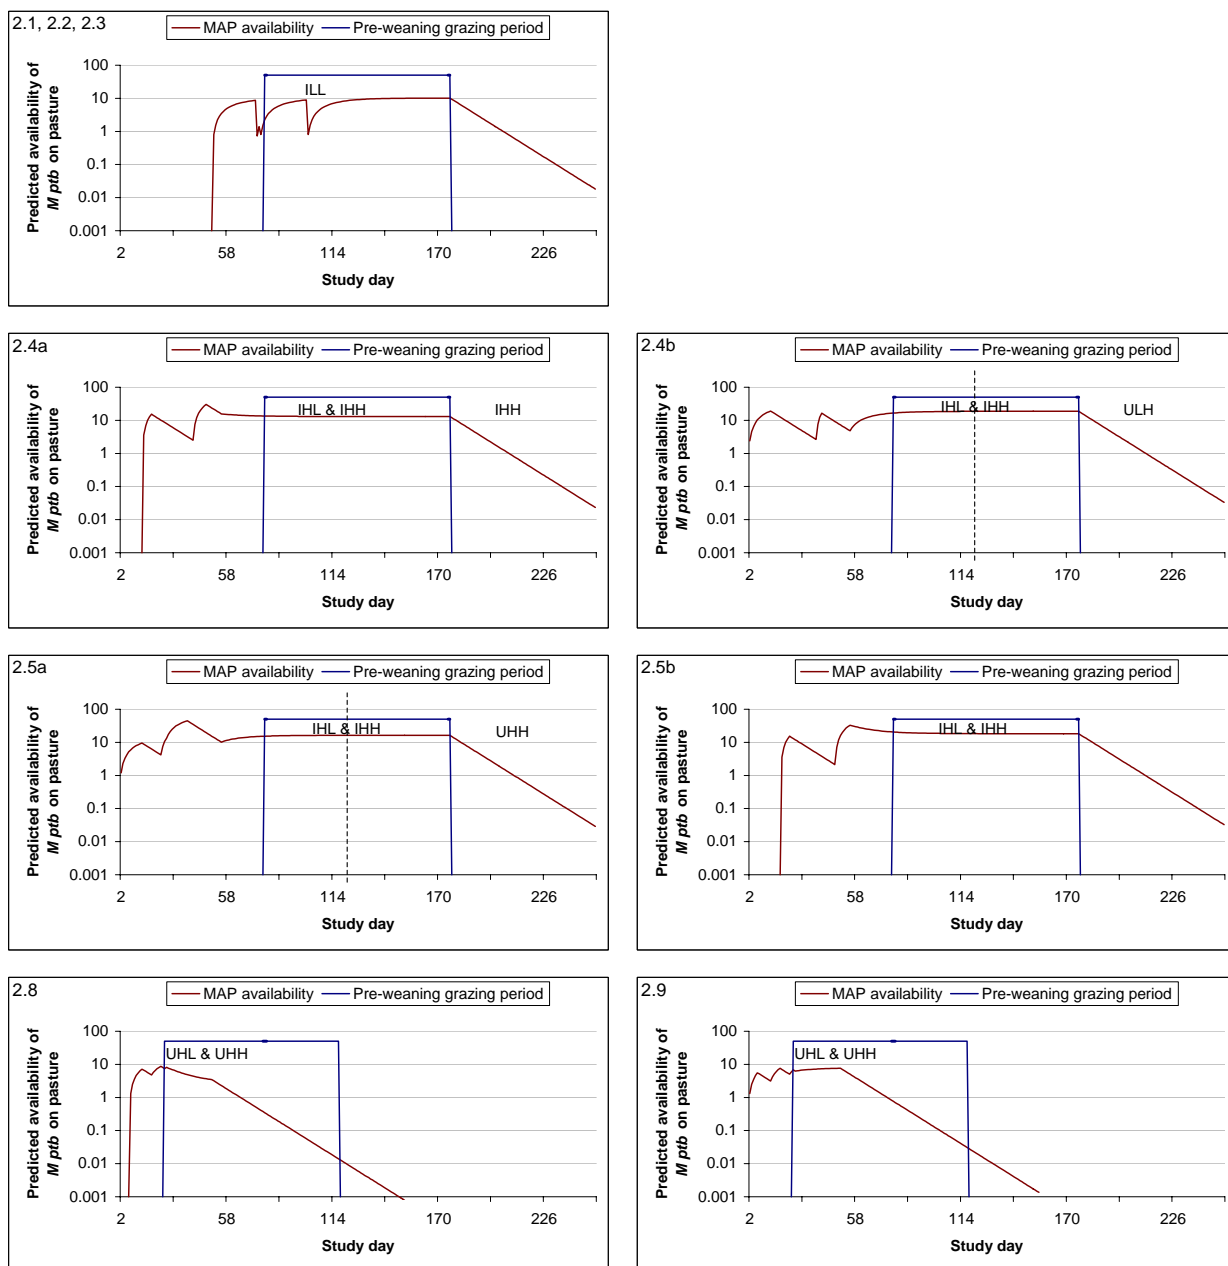 2.1, 2.2, 2.3
MAP availability
Pre-weaning grazing period
Predicted availability of
M ptb on pasture
100
10
1
0.1
0.01
0.001
ILL
2
58
114
170
226
Study day
2.4a
MAP availability
Pre-weaning grazing period
Predicted availability of
M ptb on pasture
100
10
1
0.1
0.01
0.001
IHL & IHH
IHH
2
58
114
170
226
Study day
2.4b
MAP availability
Pre-weaning grazing period
Predicted availability of
M ptb on pasture
100
10
1
0.1
0.01
0.001
IHL & IHH
ULH
2
58
114
170
226
Study day
2.5a
MAP availability
Pre-weaning grazing period
Predicted availability of
M ptb on pasture
100
10
1
0.1
0.01
0.001
IHL & IHH
UHH
2
58
114
170
226
Study day
2.5b
MAP availability
Pre-weaning grazing period
Predicted availability of
M ptb on pasture
100
10
1
0.1
0.01
0.001
IHL & IHH
2
58
114
170
226
Study day
2.8
MAP availability
Pre-weaning grazing period
Predicted availability of
M ptb on pasture
100
10
1
0.1
0.01
0.001
UHL & UHH
2
58
114
170
226
Study day
2.9
MAP availability
Pre-weaning grazing period
Predicted availability of
M ptb on pasture
100
10
1
0.1
0.01
0.001
UHL & UHH
2
58
114
170
226
Study day